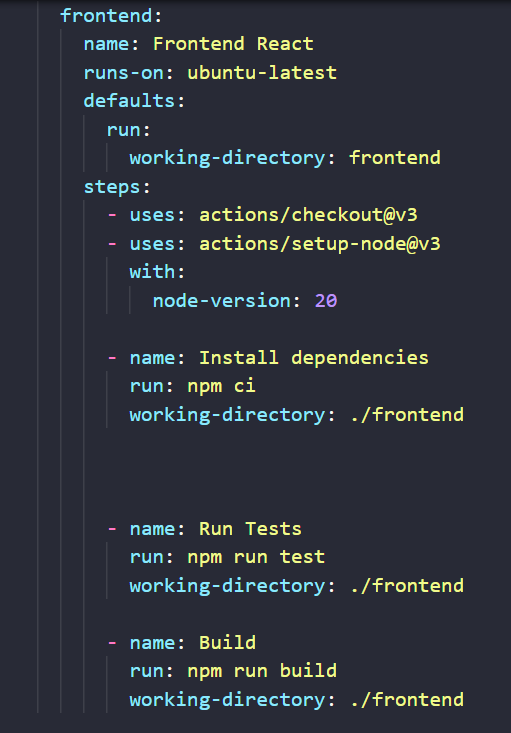 frontend:
name: Frontend React
runs-on: ubuntu-latest
defaults:
run:
working-directory: frontend
steps:
- uses: actions/checkout@v3
- uses: actions/setup-node@v3
with:
node-version: 20
- name: Install dependencies
run: npm ci
working-directory: ./frontend
- name: Run Tests
run: npm run test
working-directory: ./frontend
- name: Build
run: npm run build
working-directory: ./frontend